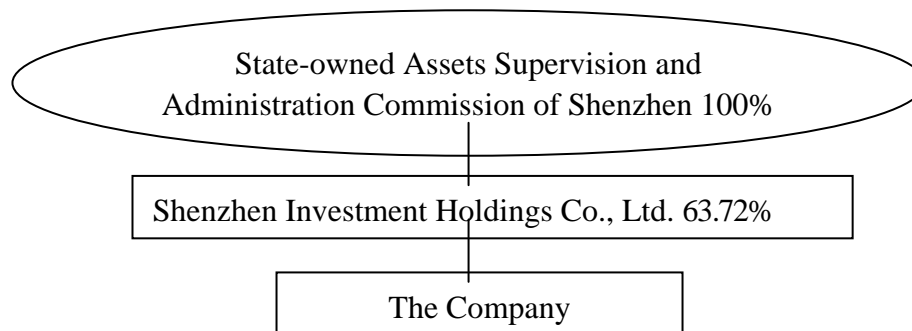 State-owned Assets Supervision and
Administration Commission of Shenzhen 100%
Shenzhen Investment Holdings Co., Ltd. 63.72%
The Company